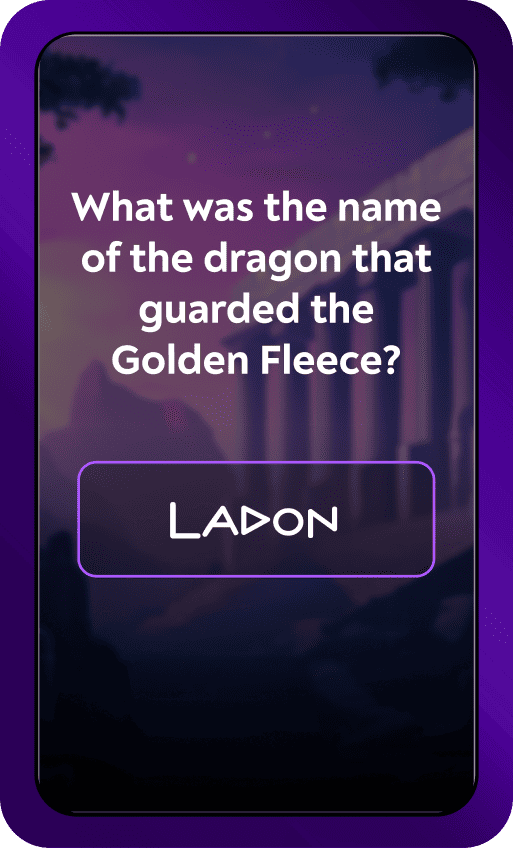 What was the name
of the dragon that
guarded the
Golden Fleece?
LADON